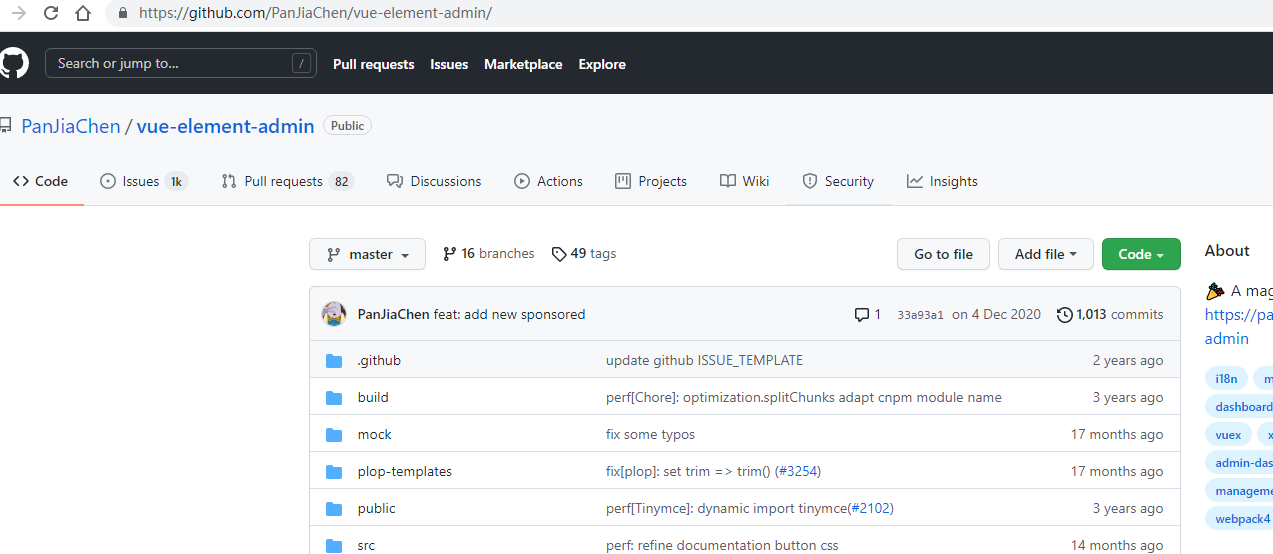 https://github.com/PanJiaChen/vue-element-admin/
Search or jump to... / Pull requests Issues Marketplace Explore
PanJiaChen / vue-element-admin Public
Code Issues 1k Pull requests 82 Discussions Actions Projects Wiki Security Insights
master 16 branches 49 tags Go to file Add file Code
PanJiaChen feat: add new sponsored 1 33a93a1 on 4 Dec 2020 1,013 commits
.github update github ISSUE_TEMPLATE 2 years ago
build perf[Chore]: optimization.splitChunks adapt cnpm module name 3 years ago
mock fix some typos 17 months ago
plop-templates fix[plop]: set trim => trim() (#3254) 17 months ago
public perf[Tinymce]: dynamic import tinymce(#2102) 3 years ago
src perf: refine documentation button css 14 months ago
About
A mag
https://pa
admin
i18n m
dashboard
vuex x
admin-das
manageme
webpack4